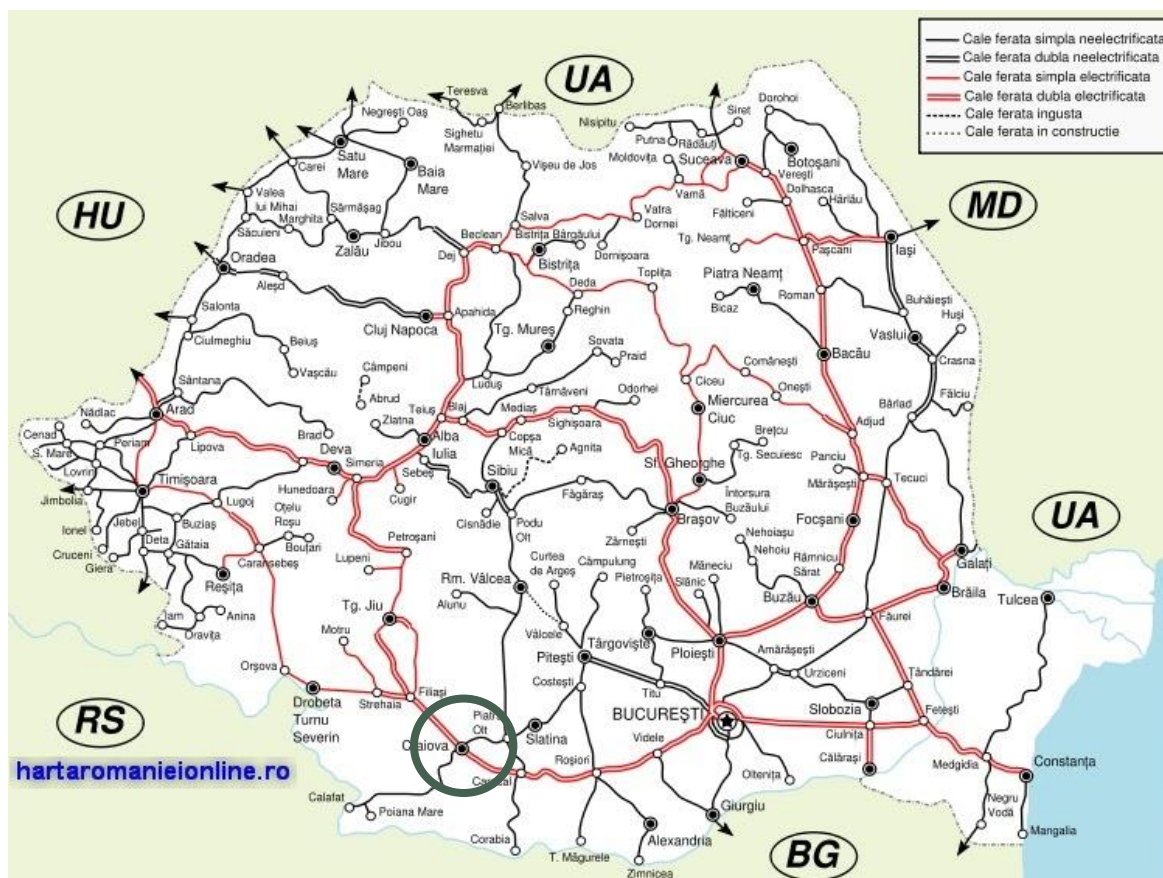 Cale ferata simpla neelectrificata
Cale ferata dubla neelectrificata
Cale ferata simpla electrificata
Cale ferata dubla electrificata
Cale ferata ingusta
Cale ferata in constructie
UA
HU
MD
UA
RS
BG
hartaromanieionline.ro
Teresva
Berlibas
Negrești Oaș
Sighetu
Marmației
Satu
Mare
Carei
Baia
Mare
Vișeu de Jos
Nisipitu
Putna
Rădăuți
Siret
Dorohoi
Moldovița
Suceava
Botoșani
Verești
Dolhasca
Vama
Hârlău
Fălticeni
Vatra
Dornei
Tg. Neamț
Pașcani
Iași
Valea
lui Mihai
Marghita
Sărmășag
Săcuieni
Zalău
Jibou
Salva
Beclean
Bistrița Bârgăului
Dej
Bistrița
Dornișoara
Oradea
Aleșd
Deda
Toplița
Piatra Neamț
Roman
Bicaz
Buhăiești
Huși
Reghin
Salonta
Cluj Napoca
Apahida
Tg. Mureș
Vaslui
Ciulmeghiu
Beiuș
Vașcău
Sovata
Praid
Comănești
Bacău
Crasna
Câmpeni
Luduș
Ciceu
Onești
Fălciu
Sântana
Târnăveni
Odorhei
Miercurea
Ciuc
Bârlad
Abrud
Teiuș
Blaj
Mediaș
Nădlac
Arad
Zlatna
Sighișoara
Adjud
Cenad
S. Mare
Periam
Lipova
Brad
Alba
Iulia
Copșa
Mică
Agnita
Brețcu
Tg. Secuiesc
Panciu
Lovrin
Deva
Simeria
Sebeș
Sibiu
Sf. Gheorghe
Mărășești
Tecuci
Jimbolia
Timișoara
Hunedoara
Cugir
Făgăraș
Întorsura
Buzăului
Lugoj
Oțelu
Roșu
Cisnădie
Podu
Olt
Brașov
Focșani
Ionel
Jebel
Buziaș
Zărnești
Nehoiașu
Nehoiu
Cruceni
Giera
Deta
Gătaia
Bouțari
Petroșani
Curtea
de Argeș
Câmpulung
Măneciu
Râmnicu
Sărat
Galați
Caransebeș
Lupeni
Pietroșița
Slănic
Reșița
Rm. Vâlcea
Buzău
Brăila
Tulcea
Alunu
Anina
Tg. Jiu
Iam
Oravița
Motru
Vâlcele
Târgoviște
Ploiești
Făurei
Pitești
Amărășești
Urziceni
Țăndărei
Orșova
Costești
Titu
Filiași
Strehaia
Drobeta
Turnu
Severin
Piatra
Olt
Slatina
BUCUREȘTI
Slobozia
Fetești
Ciulnița
Craiova
Videle
Călărași
Medgidia
Constanța
Caracal
Roșiori
Oltenița
Calafat
Poiana Mare
Giurgiu
Negru
Vodă
Mangalia
Corabia
Alexandria
T. Măgurele
Zimnicea